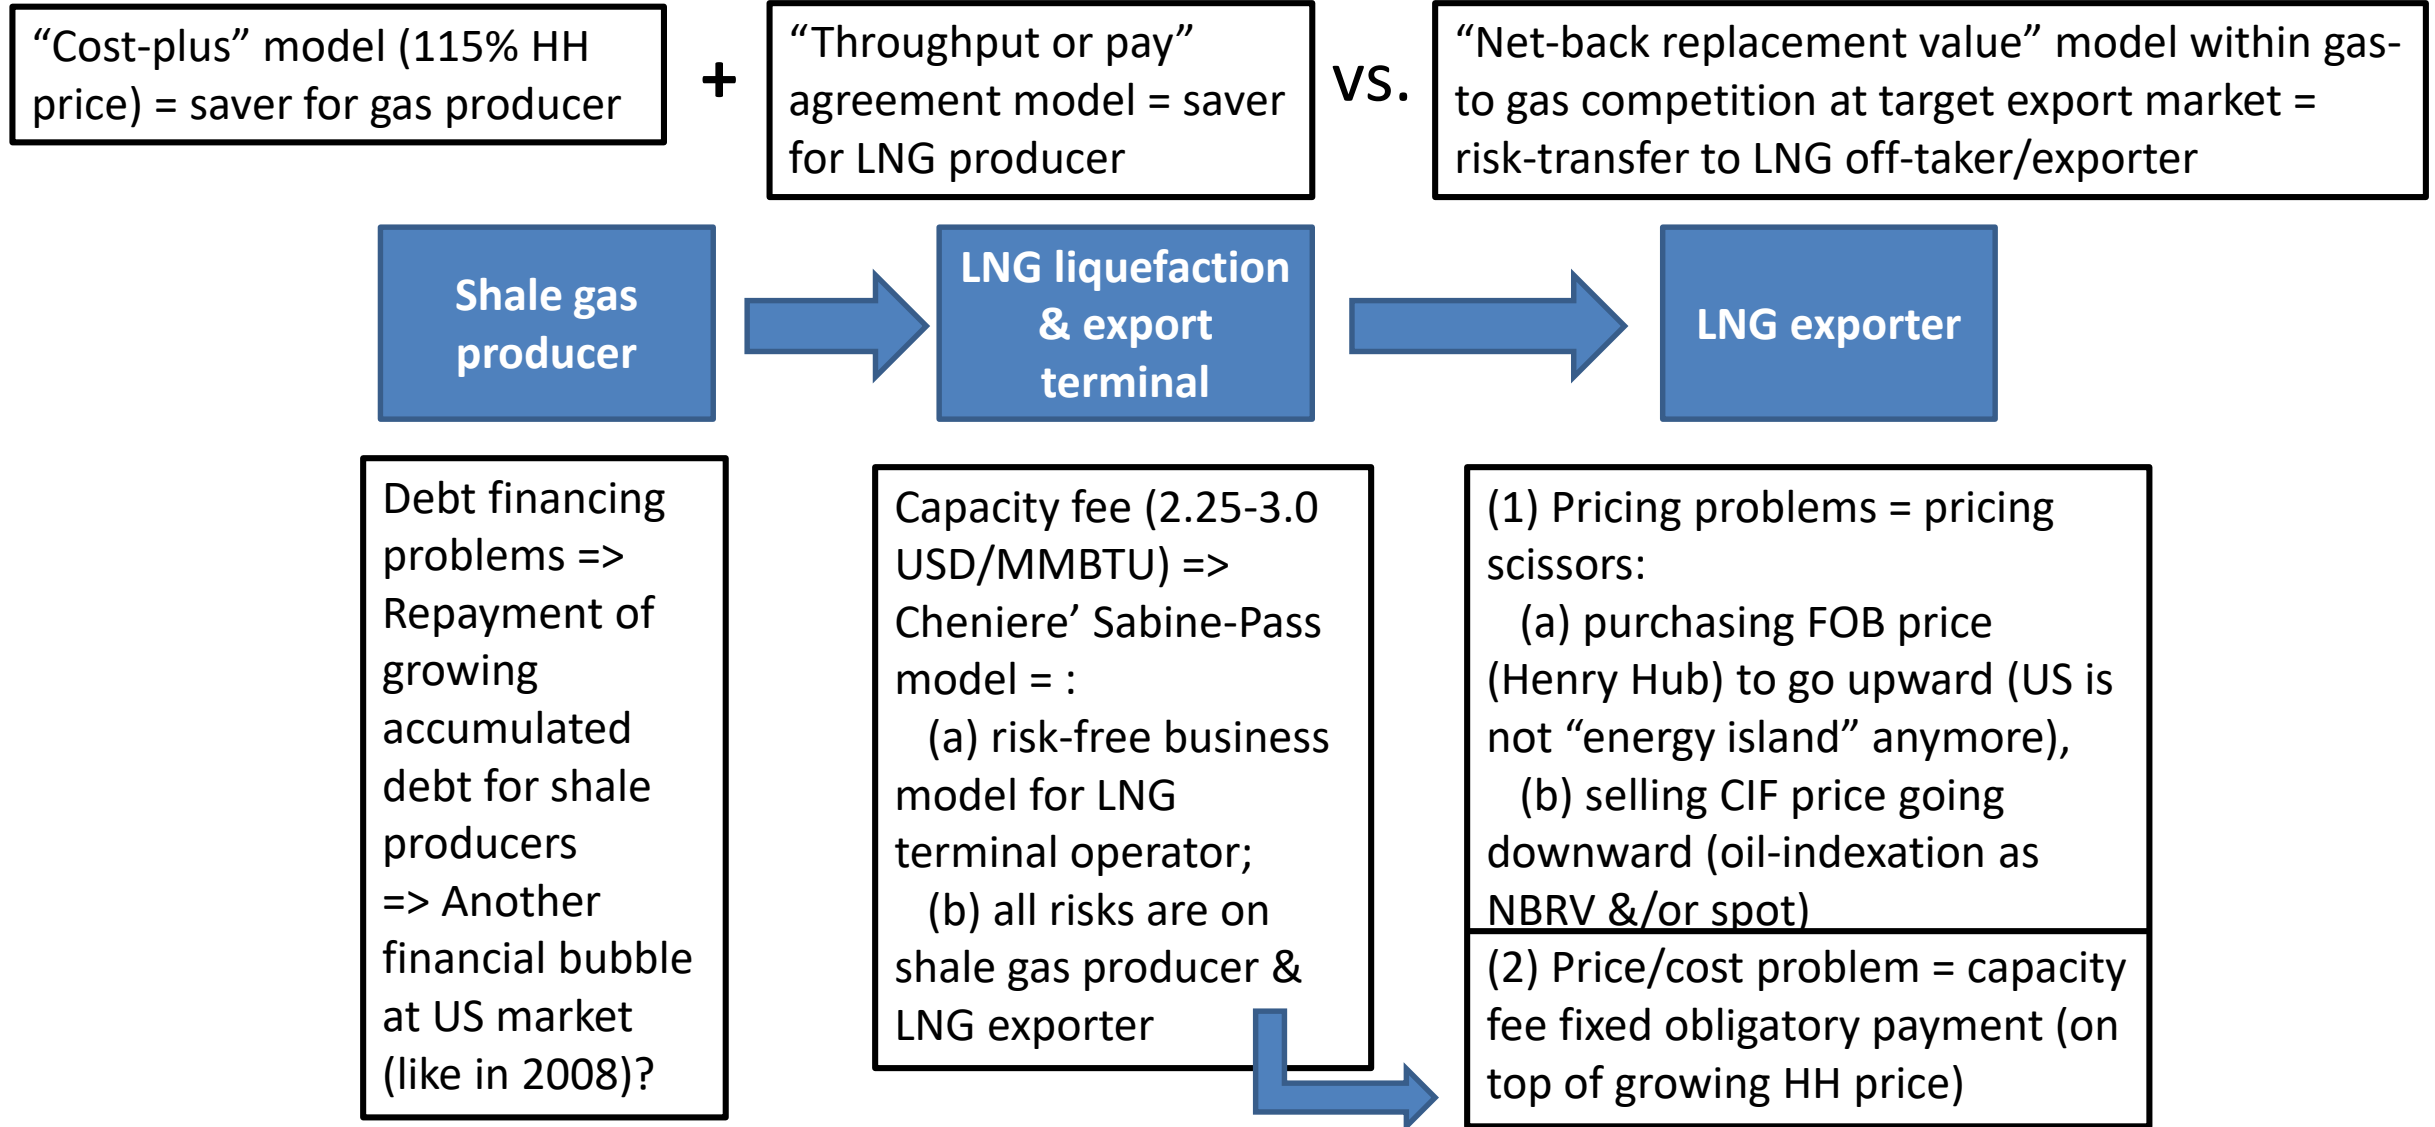 “Cost-plus” model (115% HH
price) = saver for gas producer
+
“Throughput or pay”
agreement model = saver
for LNG producer
vs.
“Net-back replacement value” model within gas-
to gas competition at target export market =
risk-transfer to LNG off-taker/exporter
Shale gas
producer
LNG liquefaction
& export
terminal
LNG exporter
Debt financing
problems =>
Repayment of
growing
accumulated
debt for shale
producers
=> Another
financial bubble
at US market
(like in 2008)?
Capacity fee (2.25-3.0
USD/MMBTU) =>
Cheniere’ Sabine-Pass
model = :
(a) risk-free business
model for LNG
terminal operator;
(b) all risks are on
shale gas producer &
LNG exporter
(1) Pricing problems = pricing
scissors:
(a) purchasing FOB price
(Henry Hub) to go upward (US is
not “energy island” anymore),
(b) selling CIF price going
downward (oil-indexation as
NBRV &/or spot)
(2) Price/cost problem = capacity
fee fixed obligatory payment (on
top of growing HH price)